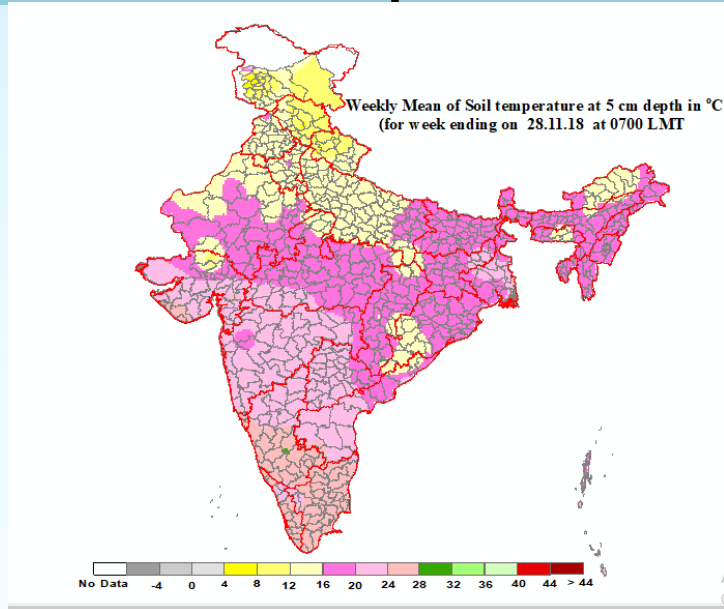 Weekly Mean of Soil temperature at 5 cm depth in °C
(for week ending on 28.11.18 at 0700 LMT
No Data -4 0 4 8 12 16 20 24 28 32 36 40 44 > 44